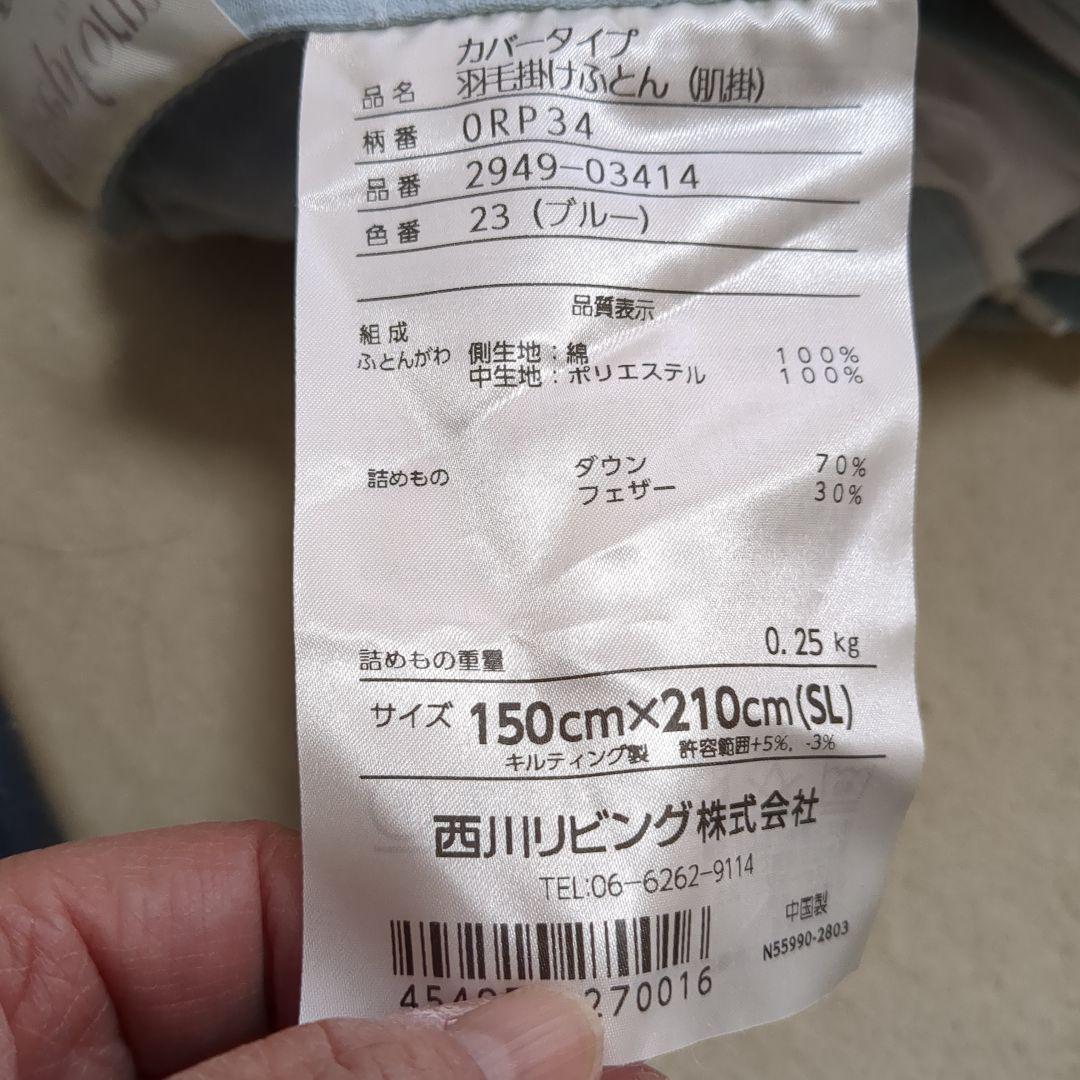 カバータイプ
品名 羽毛掛けふとん (肌掛)
柄番 0RP34
品番 2949-03414
色番 23 (ブルー)
品質表示
組成
ふとんがわ 側生地:綿 100%
中生地:ポリエステル 100%
詰めもの ダウン 70%
フェザー 30%
詰めもの重量 0.25kg
サイズ 150cm×210cm(SL)
キルティング製 許容範囲+5%, -3%
西川リビング株式会社
TEL:06-6262-9114
中国製
N55990-2803
270016